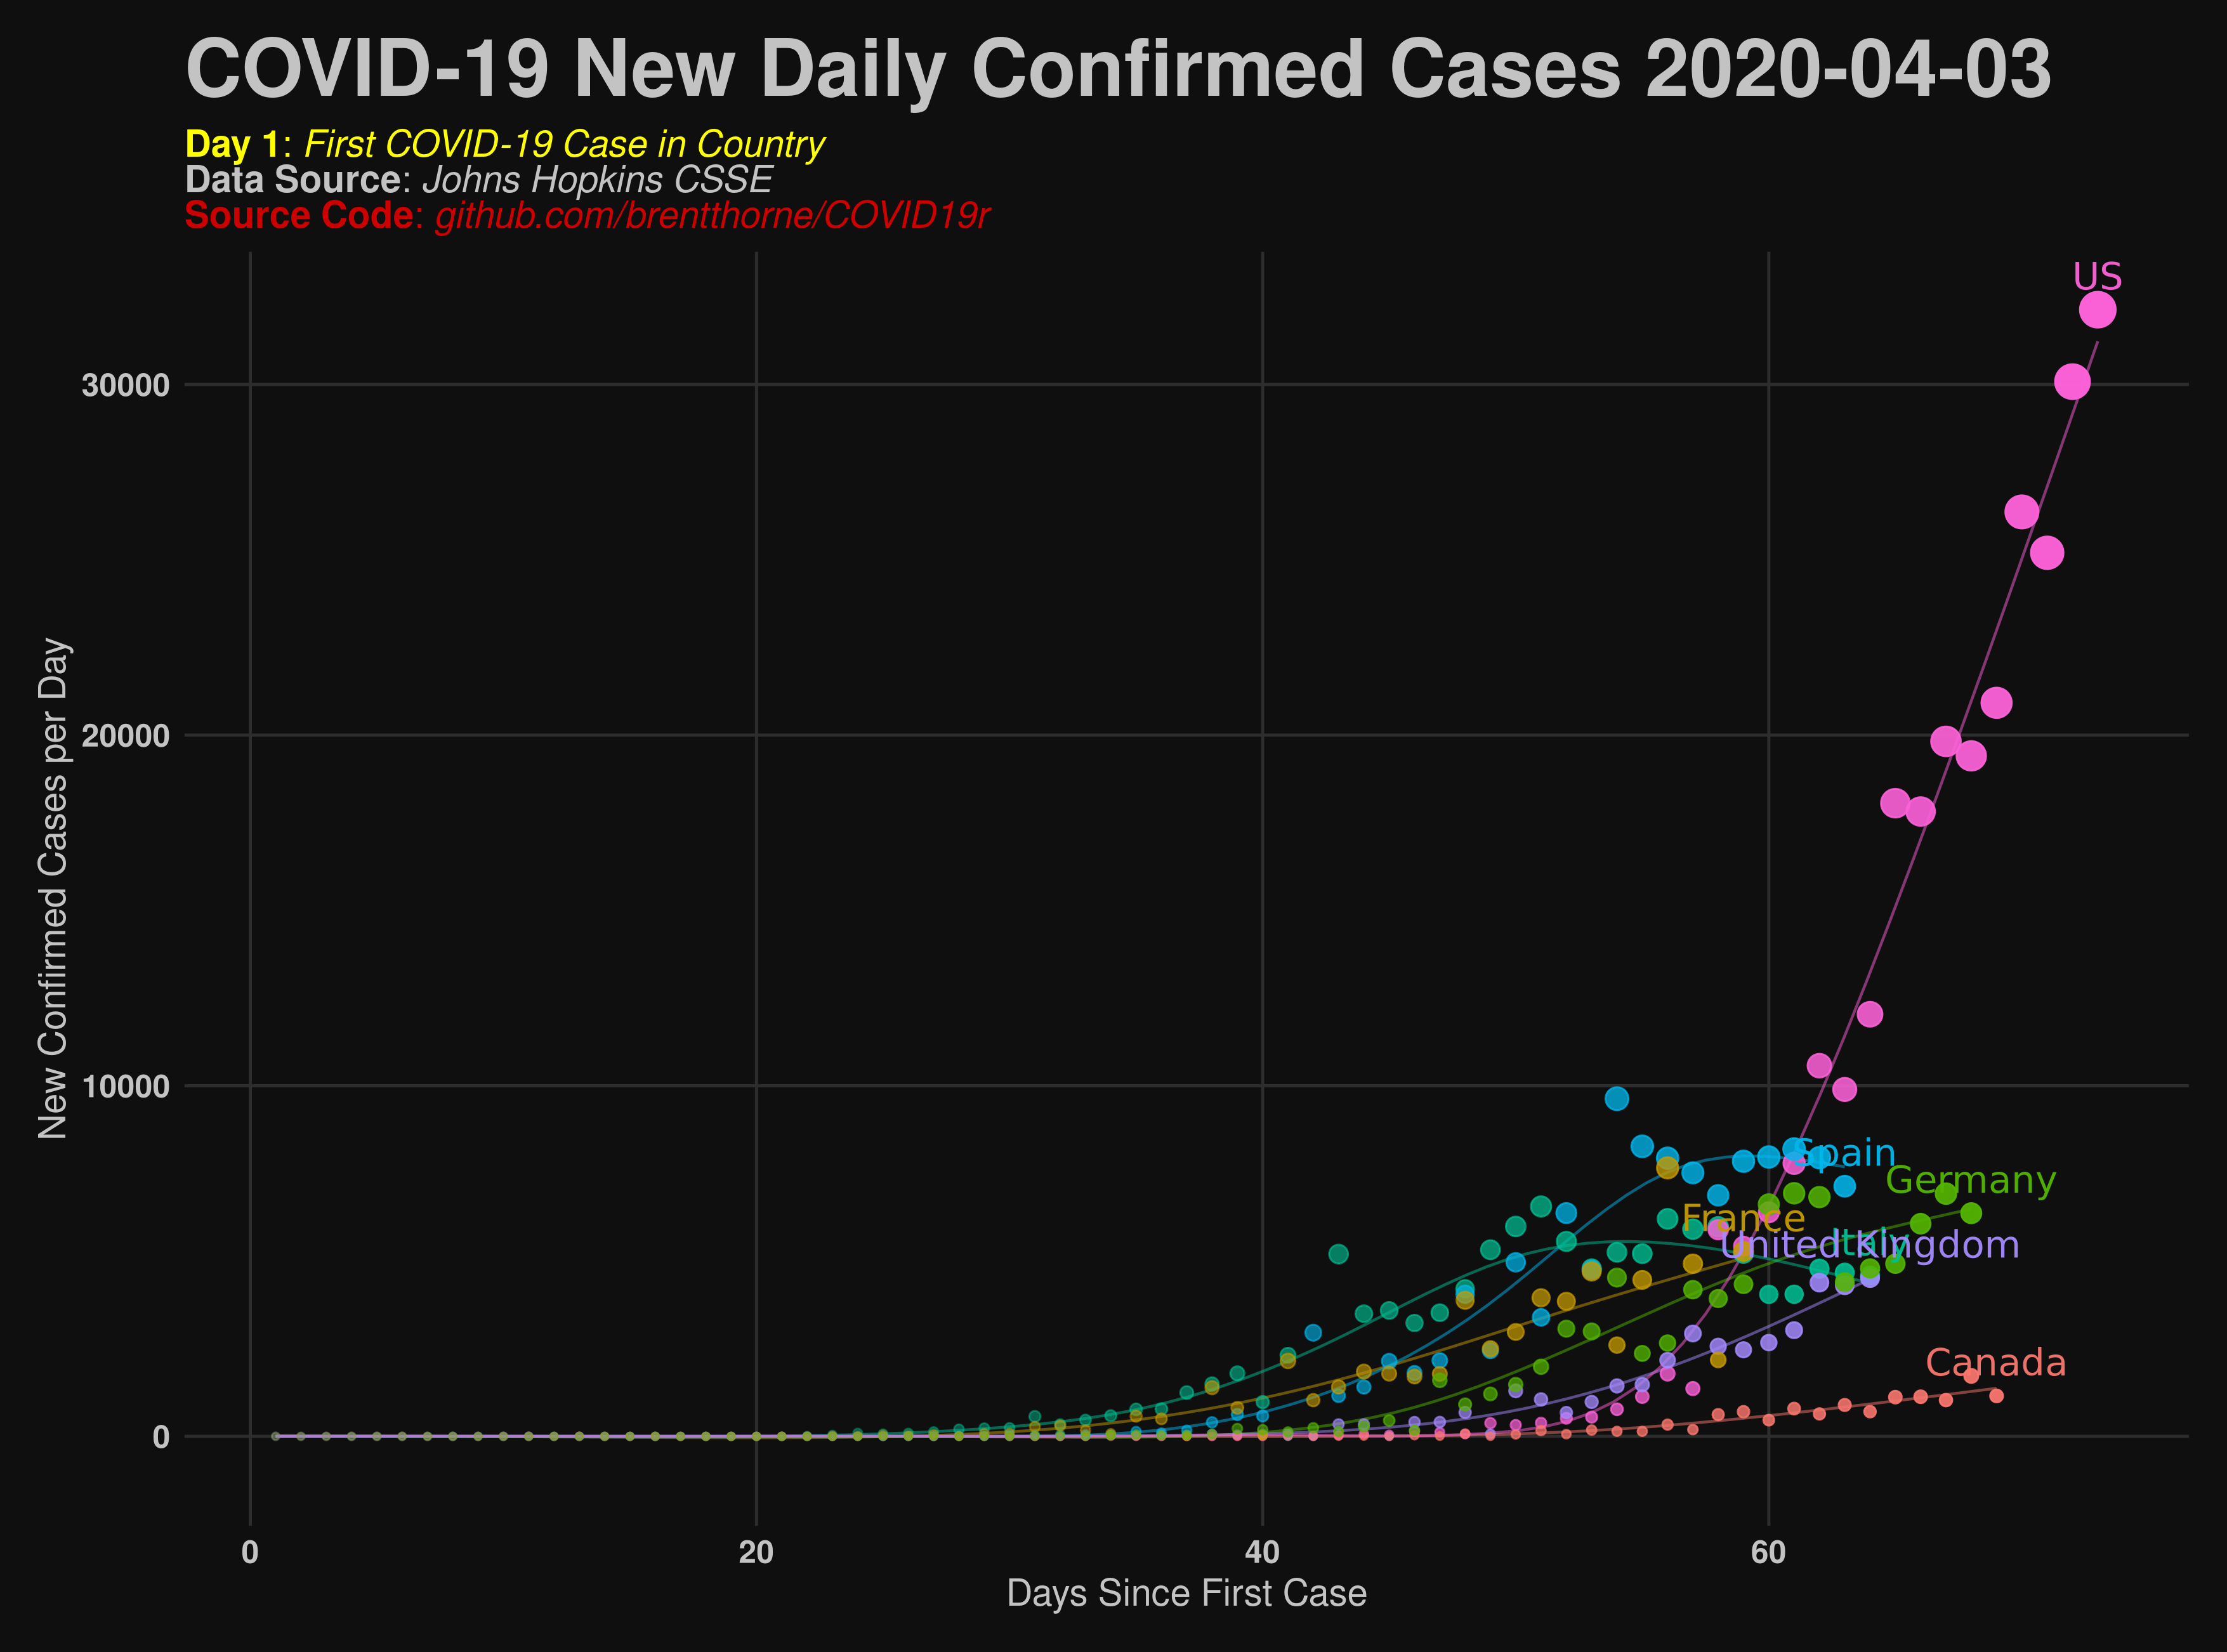 COVID-19 New Daily Confirmed Cases 2020-04-03
Day 1: First COVID-19 Case in Country
Data Source: Johns Hopkins CSSE
Source Code: github.com/brentthorne/COVID19r
US
30000
20000
New Confirmed Cases per Day
10000
Spain
Germany
France
United Kingdom
Italy
Canada
0
0
20
40
60
Days Since First Case